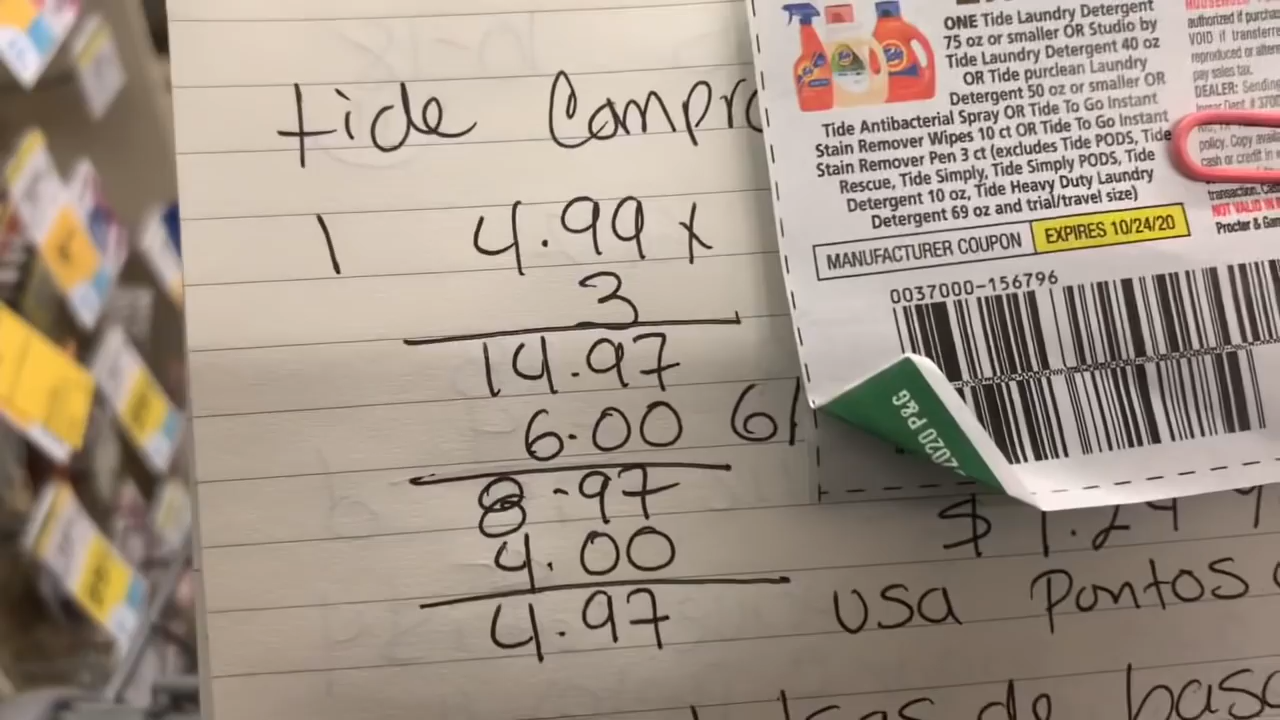 tide Compra
1 4.99 x
3
14.97
6.00 6/
8.97
4.00
4.97
$ 1.24
usa Pontos
de basa
ONE Tide Laundry Detergent
75 oz or smaller OR Studio by
Tide Laundry Detergent 40 oz
OR Tide purclean Laundry
Detergent 50 oz or smaller OR
Tide Antibacterial Spray OR Tide To Go Instant
Stain Remover Wipes 10 ct OR Tide To Go Instant
Stain Remover Pen 3 ct (excludes Tide PODS, Tide
Rescue, Tide Simply, Tide Simply PODS, Tide
Detergent 10 oz, Tide Heavy Duty Laundry
Detergent 69 oz and trial/travel size)
MANUFACTURER COUPON EXPIRES 10/24/20
0037000-156796
2020 P&G
authorized if
VOID if
reproduced or
pay sales tax.
DEALER: Sending
policy. Copy
cash or credit in
transaction.
NOT VALID IN
Procter &